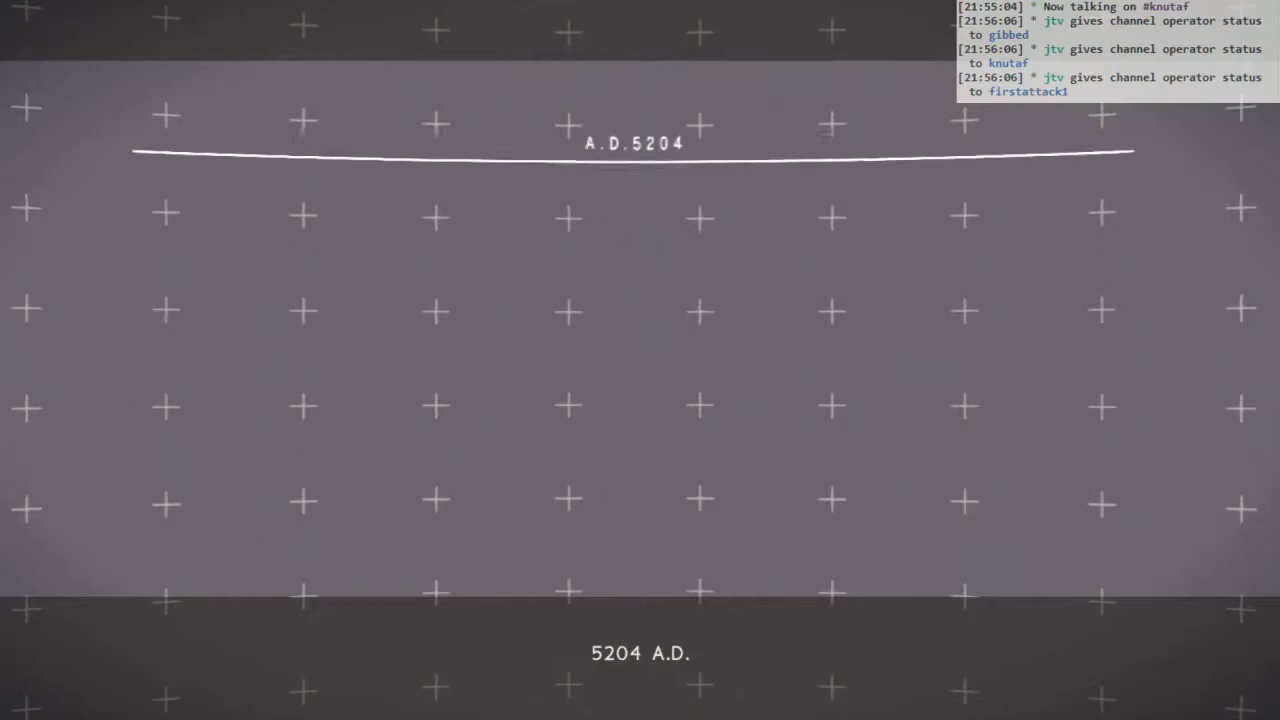 [21:55:04] * Now talking on #knutaf
[21:56:06] * jtv gives channel operator status
to gibbed
[21:56:06] * jtv gives channel operator status
to knutaf
[21:56:06] * jtv gives channel operator status
to firstattack1
A.D.5204
5204 A.D.